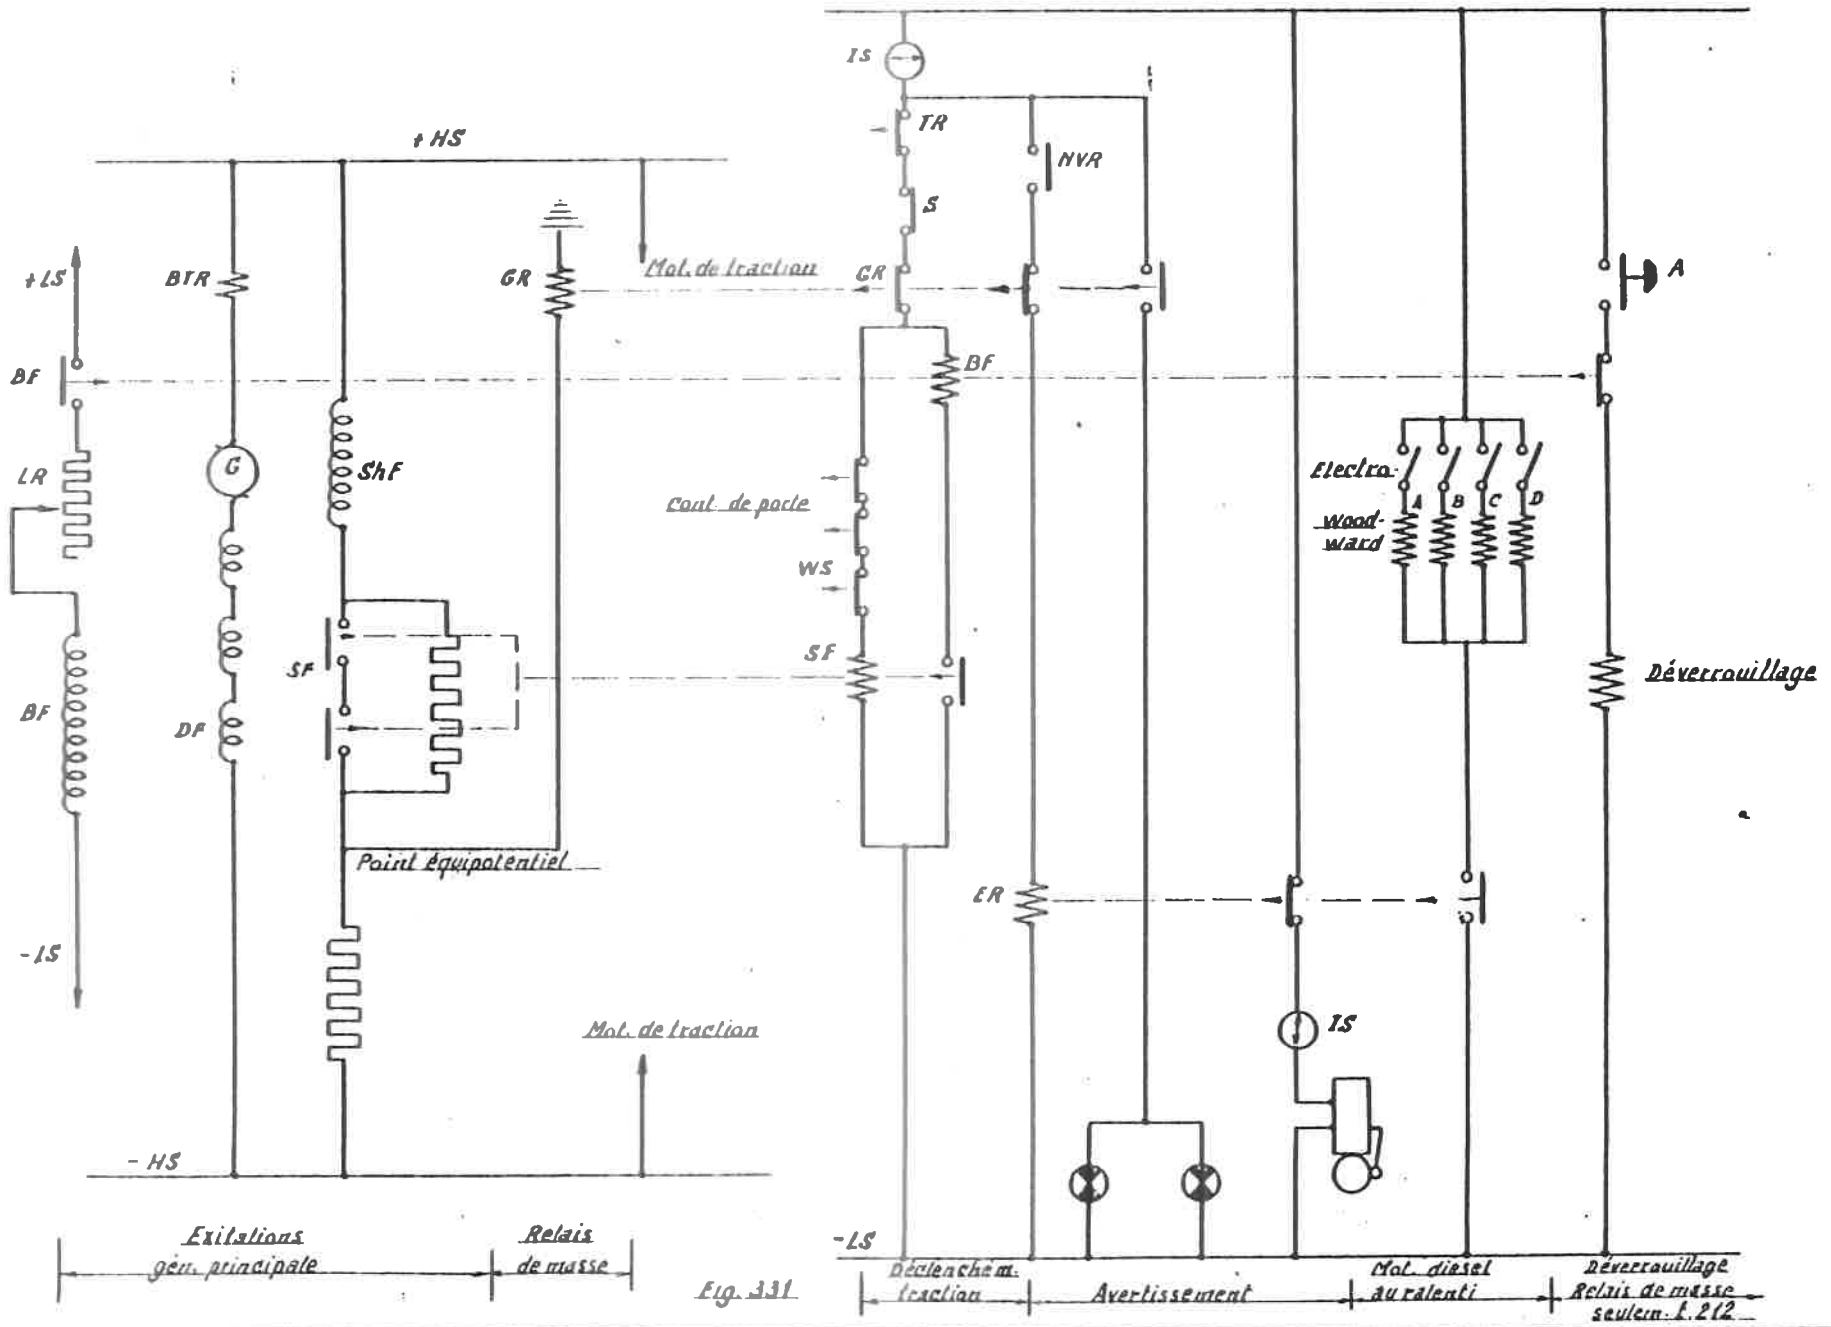 IS
TR
+ HS
NVR
S
+LS
BTR
GR
Mot. de traction
GR
A
BF
BF
LR
G
ShF
Electro-
Cont. de porte
A
B
C
D
Wood-
ward
WS
SF
SF
Déverrouillage
BF
DF
Point équipotentiel
ER
-LS
IS
Mot. de traction
- HS
-LS
Exitations
gén. principale
Relais
de masse
Fig. 331
Déclenchem.
traction
Avertissement
Mot. diesel
au ralenti
Déverrouillage
Relais de masse
seulem. t. 212